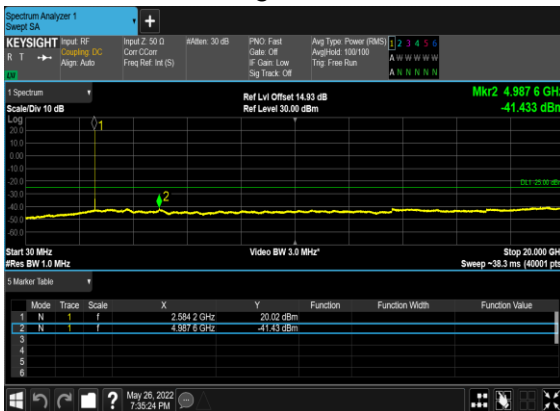 Spectrum Analyzer 1
Swept SA
KEYSIGHT Input: RF Input Z: 50 Ω #Atten: 30 dB PNO: Fast Avg Type: Power (RMS) 1 2 3 4 5 6
R T Coupling: DC Corr CCorr Gate: Off Avg|Hold: 100/100 A W W W W W
Align: Auto Freq Ref: Int (S) IF Gain: Low Trig: Free Run
Sig Track: Off A N N N N N
LXI
1 Spectrum Ref Lvl Offset 14.93 dB Mkr2 4.987 6 GHz
Scale/Div 10 dB Ref Level 30.00 dBm -41.433 dBm
Log
20.0 1
10.0
0.00
-10.0
-20.0 DL1 -25.00 dBm
-30.0 2
-40.0
-50.0
-60.0
Start 30 MHz Video BW 3.0 MHz* Stop 20.000 GHz
#Res BW 1.0 MHz Sweep ~38.3 ms (40001 pts)
5 Marker Table
Mode Trace Scale X Y Function Function Width Function Value
1 N 1 f 2.584 2 GHz 20.02 dBm
2 N 1 f 4.987 6 GHz -41.43 dBm
3
4
5
6
? May 26, 2022
7:35:24 PM